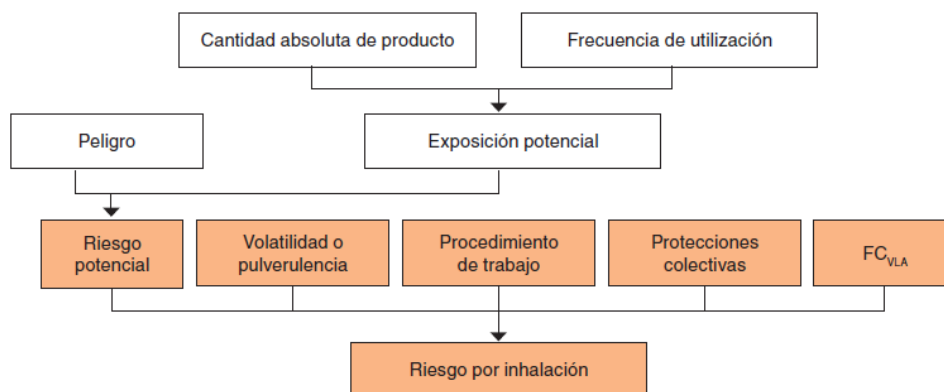 Cantidad absoluta de producto
Frecuencia de utilización
Peligro
Exposición potencial
Riesgo
potencial
Volatilidad o
pulverulencia
Procedimiento
de trabajo
Protecciones
colectivas
FCVLA
Riesgo por inhalación